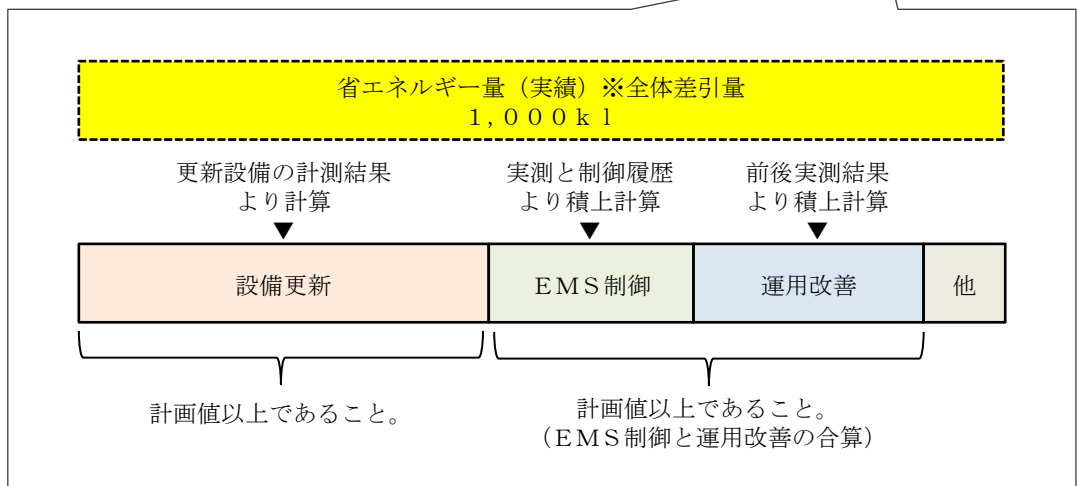 省エネルギー量（実績）※全体差引量
１，０００ｋｌ
更新設備の計測結果
より計算
▼
実測と制御履歴
より積上計算
▼
前後実測結果
より積上計算
▼
設備更新
ＥＭＳ制御
運用改善
他
計画値以上であること。
計画値以上であること。
（ＥＭＳ制御と運用改善の合算）